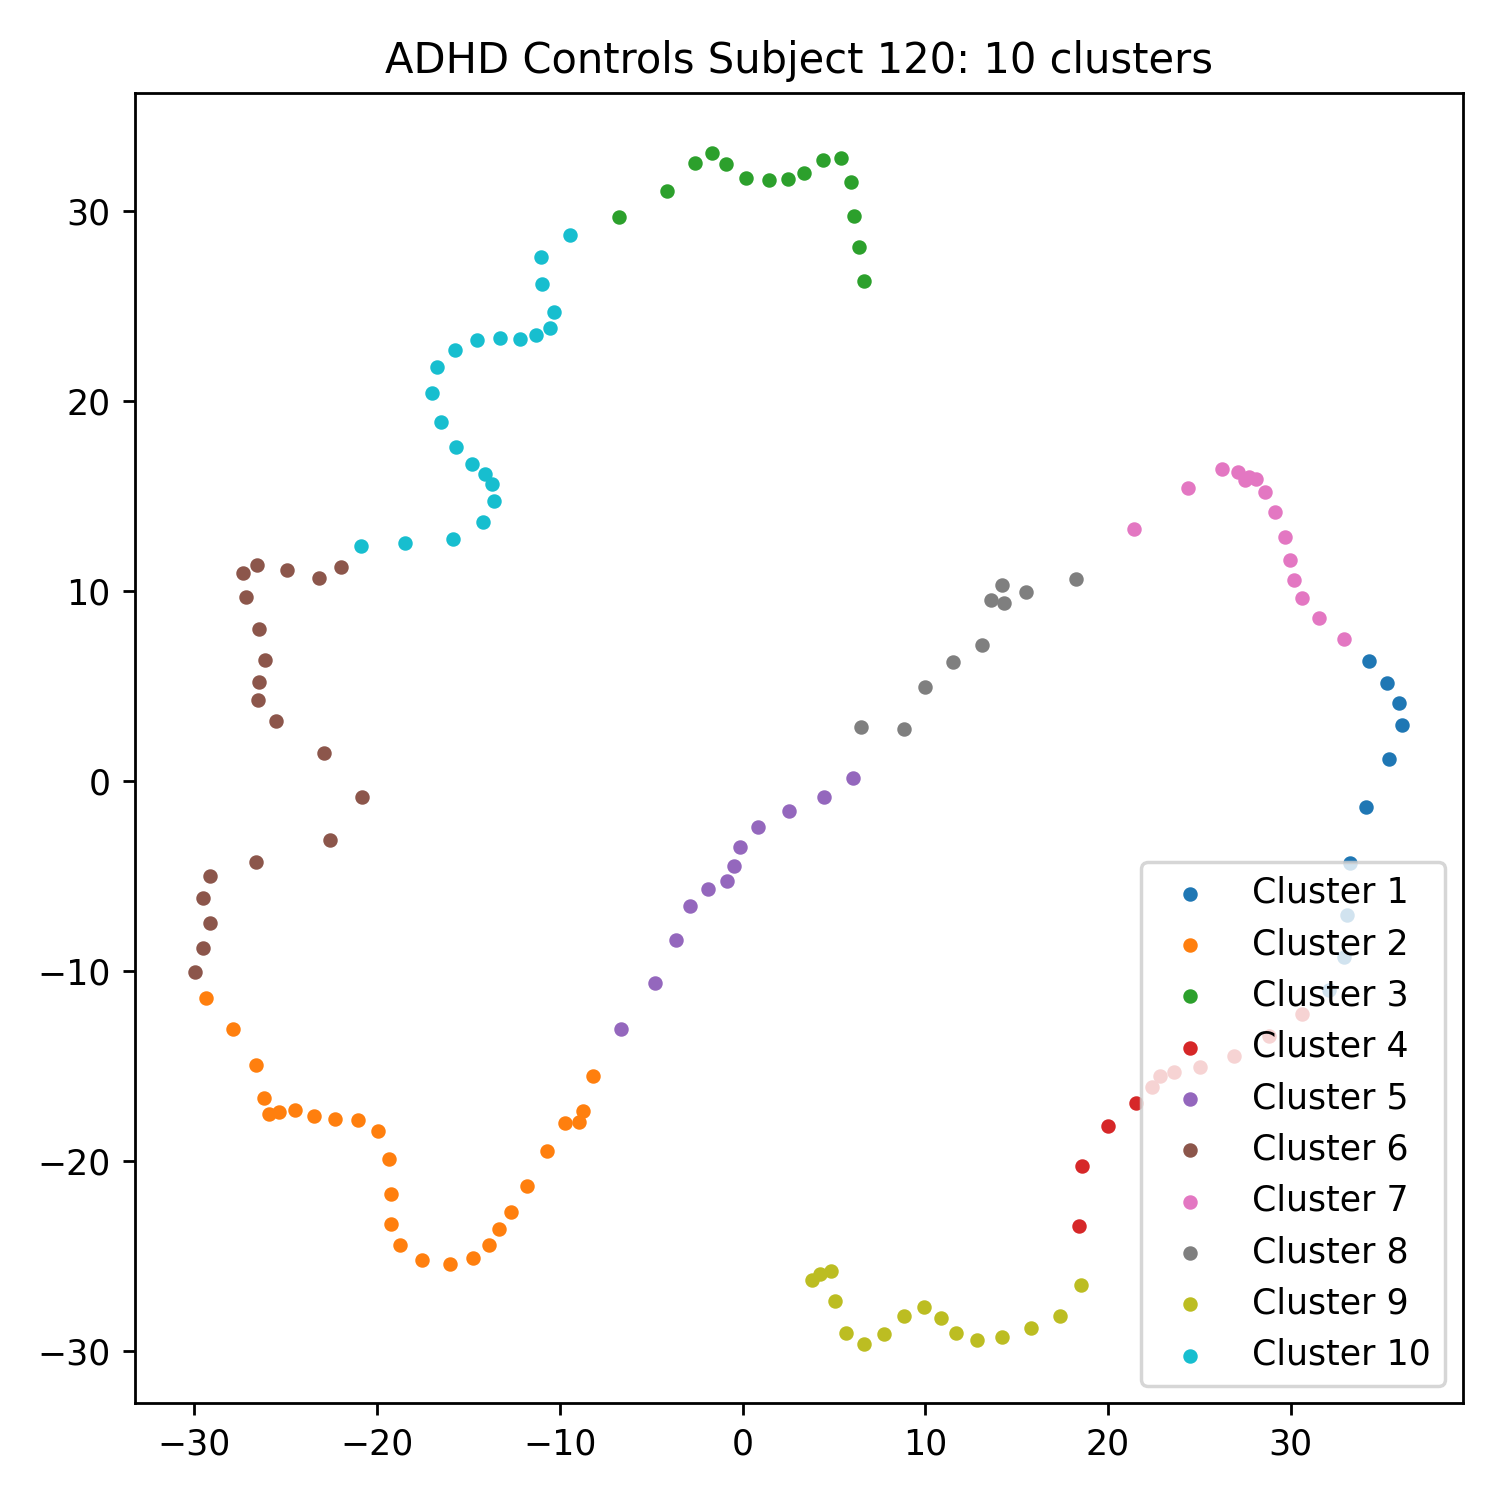 ADHD Controls Subject 120: 10 clusters
30
20
10
0
−10
−20
−30
−30
−20
−10
0
10
20
30
Cluster 1
Cluster 2
Cluster 3
Cluster 4
Cluster 5
Cluster 6
Cluster 7
Cluster 8
Cluster 9
Cluster 10